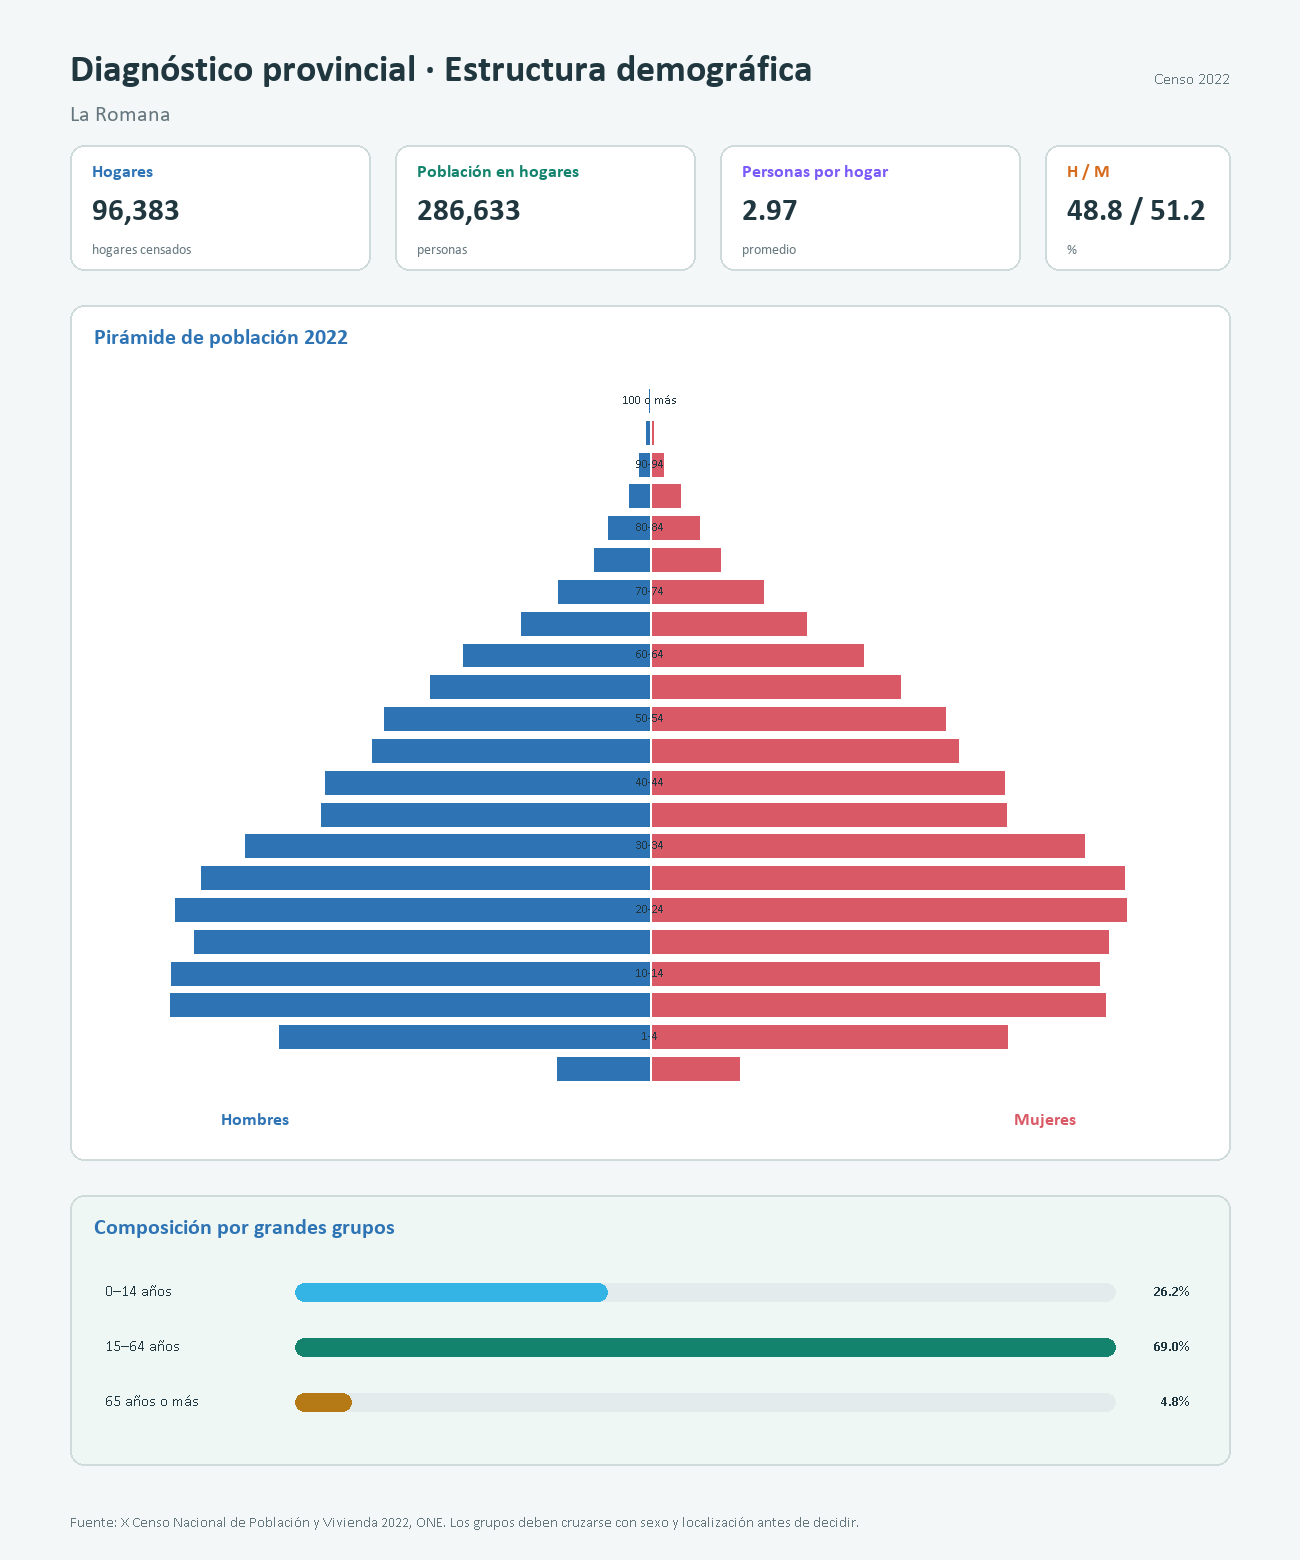 Diagnóstico provincial · Estructura demográfica
Censo 2022
La Romana
Hogares
96,383
hogares censados
Población en hogares
286,633
personas
Personas por hogar
2.97
promedio
H / M
48.8 / 51.2
%
Pirámide de población 2022
100 o más
90-94
80-84
70-74
60-64
50-54
40-44
30-34
20-24
10-14
1-4
Hombres
Mujeres
Composición por grandes grupos
0–14 años
26.2%
15–64 años
69.0%
65 años o más
4.8%
Fuente: X Censo Nacional de Población y Vivienda 2022, ONE. Los grupos deben cruzarse con sexo y localización antes de decidir.